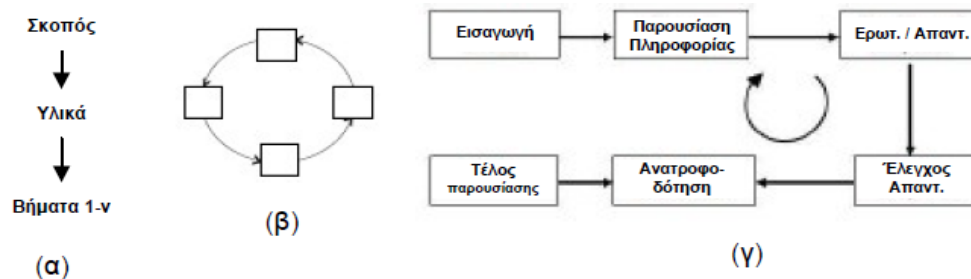 Σκοπός
Υλικά
Βήματα 1-ν
(α)
(β)
Εισαγωγή
Παρουσίαση
Πληροφορίας
Ερωτ. / Απαντ.
Τέλος
παρουσίασης
Ανατροφο-
δότηση
Έλεγχος
Απαντ.
(γ)